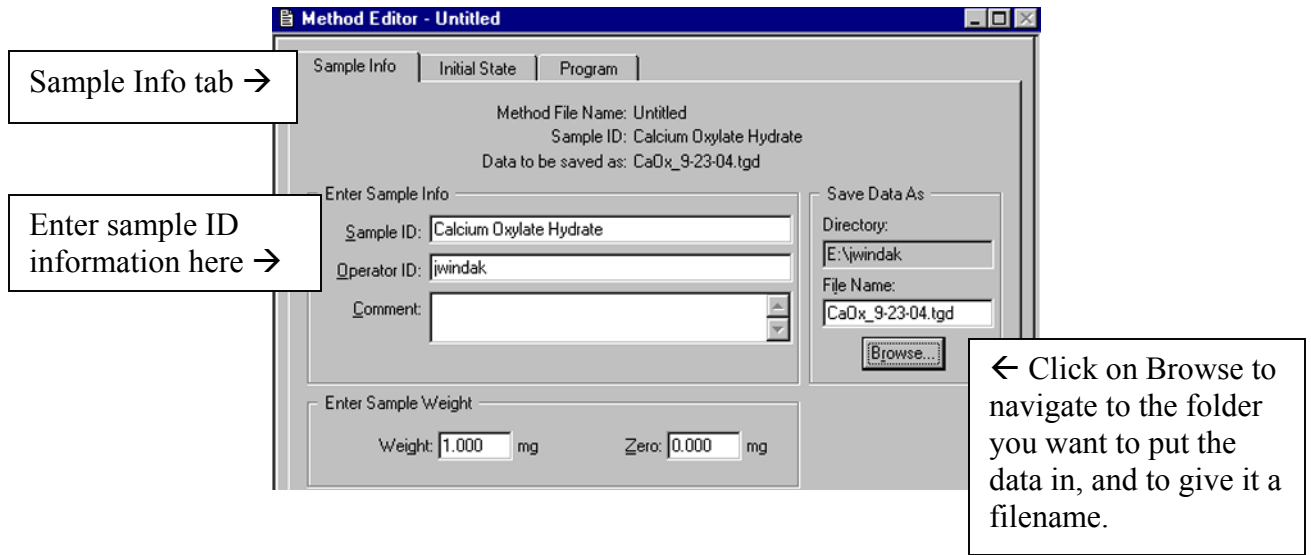 Method Editor - Untitled
Sample Info tab →
Sample Info
Initial State
Program
Method File Name: Untitled
Sample ID: Calcium Oxylate Hydrate
Data to be saved as: CaOx_9-23-04.tgd
Enter sample ID
information here →
Enter Sample Info
Sample ID: Calcium Oxylate Hydrate
Operator ID: jwindak
Comment:
Save Data As
Directory:
E:\jwindak
File Name:
CaOx_9-23-04.tgd
Browse...
← Click on Browse to
navigate to the folder
you want to put the
data in, and to give it a
filename.
Enter Sample Weight
Weight: 1.000 mg
Zero: 0.000 mg